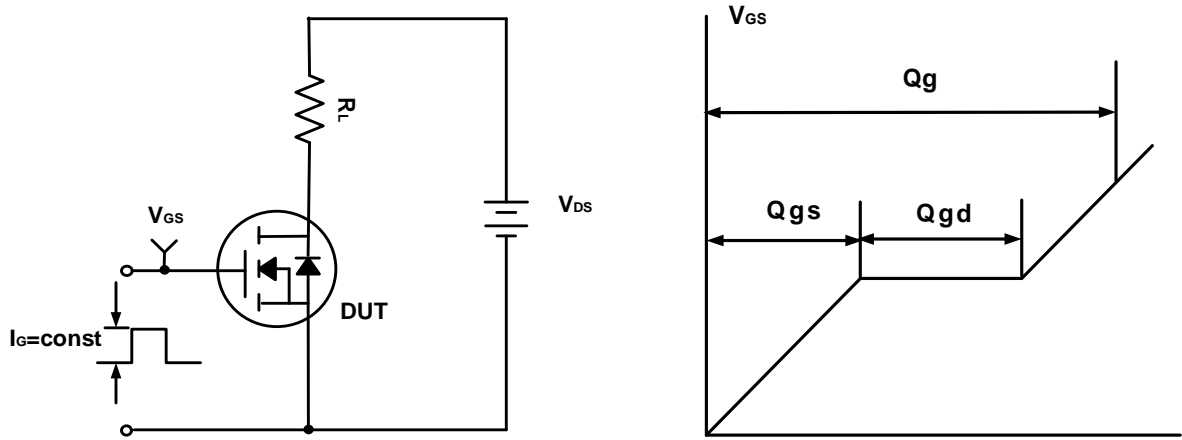 RL
VGS
VDS
DUT
IG=const
VGS
Qg
Qgs
Qgd